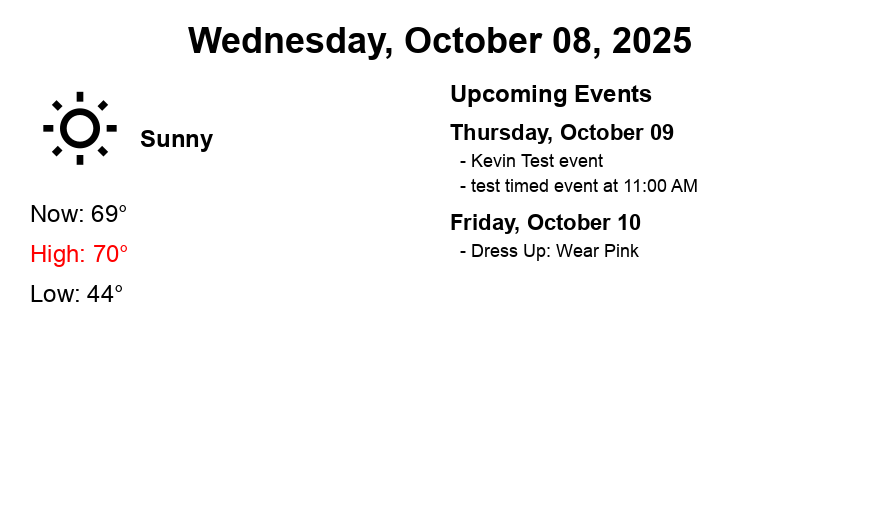 Wednesday, October 08, 2025
Sunny
Now: 69°
High: 70°
Low: 44°
Upcoming Events
Thursday, October 09
- Kevin Test event
- test timed event at 11:00 AM
Friday, October 10
- Dress Up: Wear Pink